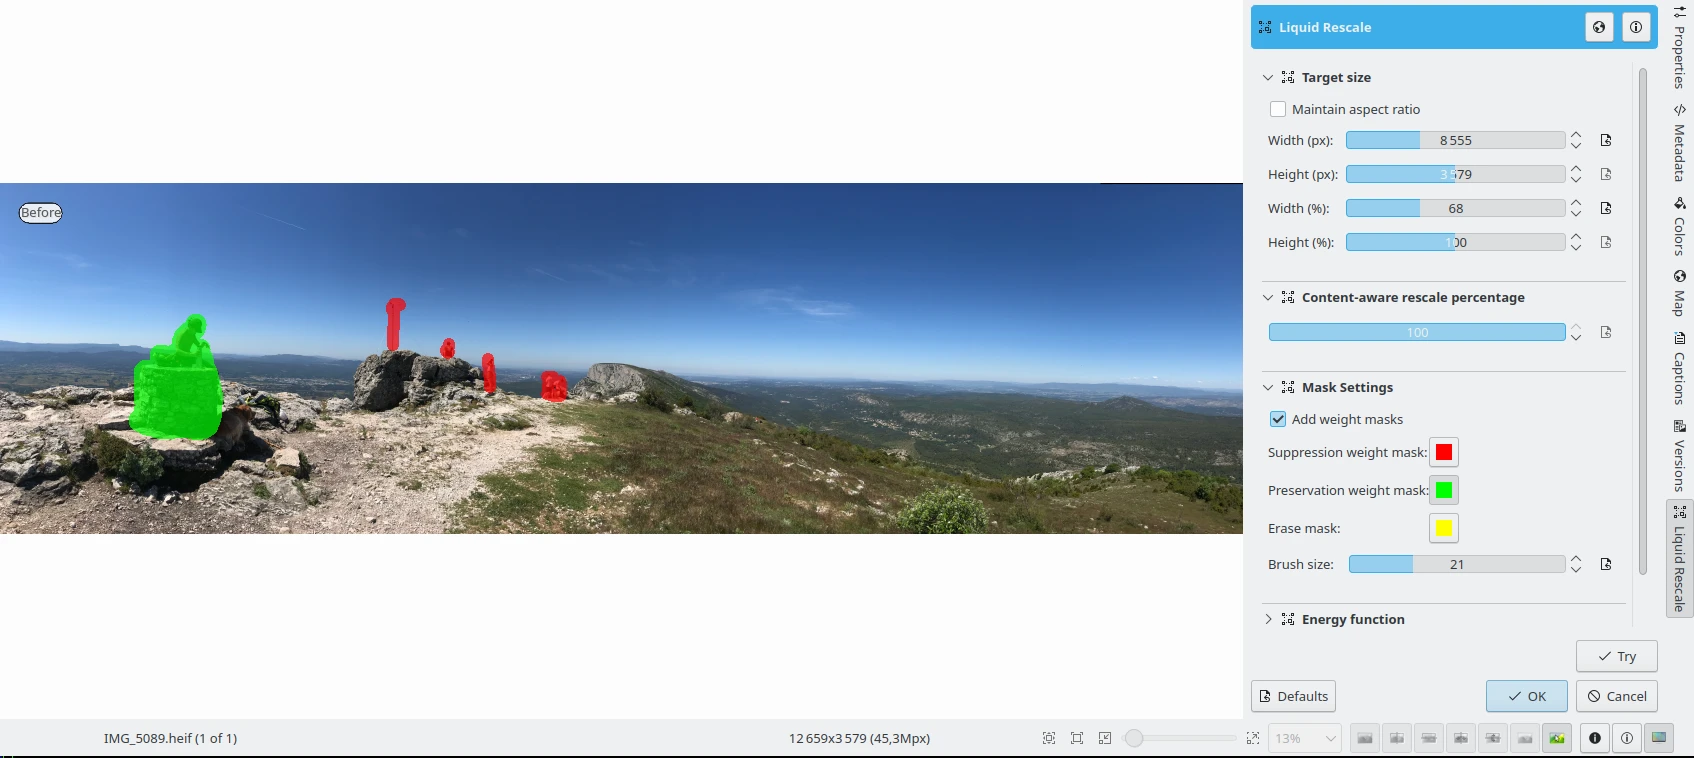 Before
Liquid Rescale
Target size
Maintain aspect ratio
Width (px): 8 555
Height (px): 3 579
Width (%): 68
Height (%): 100
Content-aware rescale percentage
100
Mask Settings
Add weight masks
Suppression weight mask:
Preservation weight mask:
Erase mask:
Brush size: 21
Energy function
Try
Defaults
OK
Cancel
Properties
Metadata
Colors
Map
Captions
Versions
Liquid Rescale
IMG_5089.heif (1 of 1)
12 659x3 579 (45,3Mpx)
13%